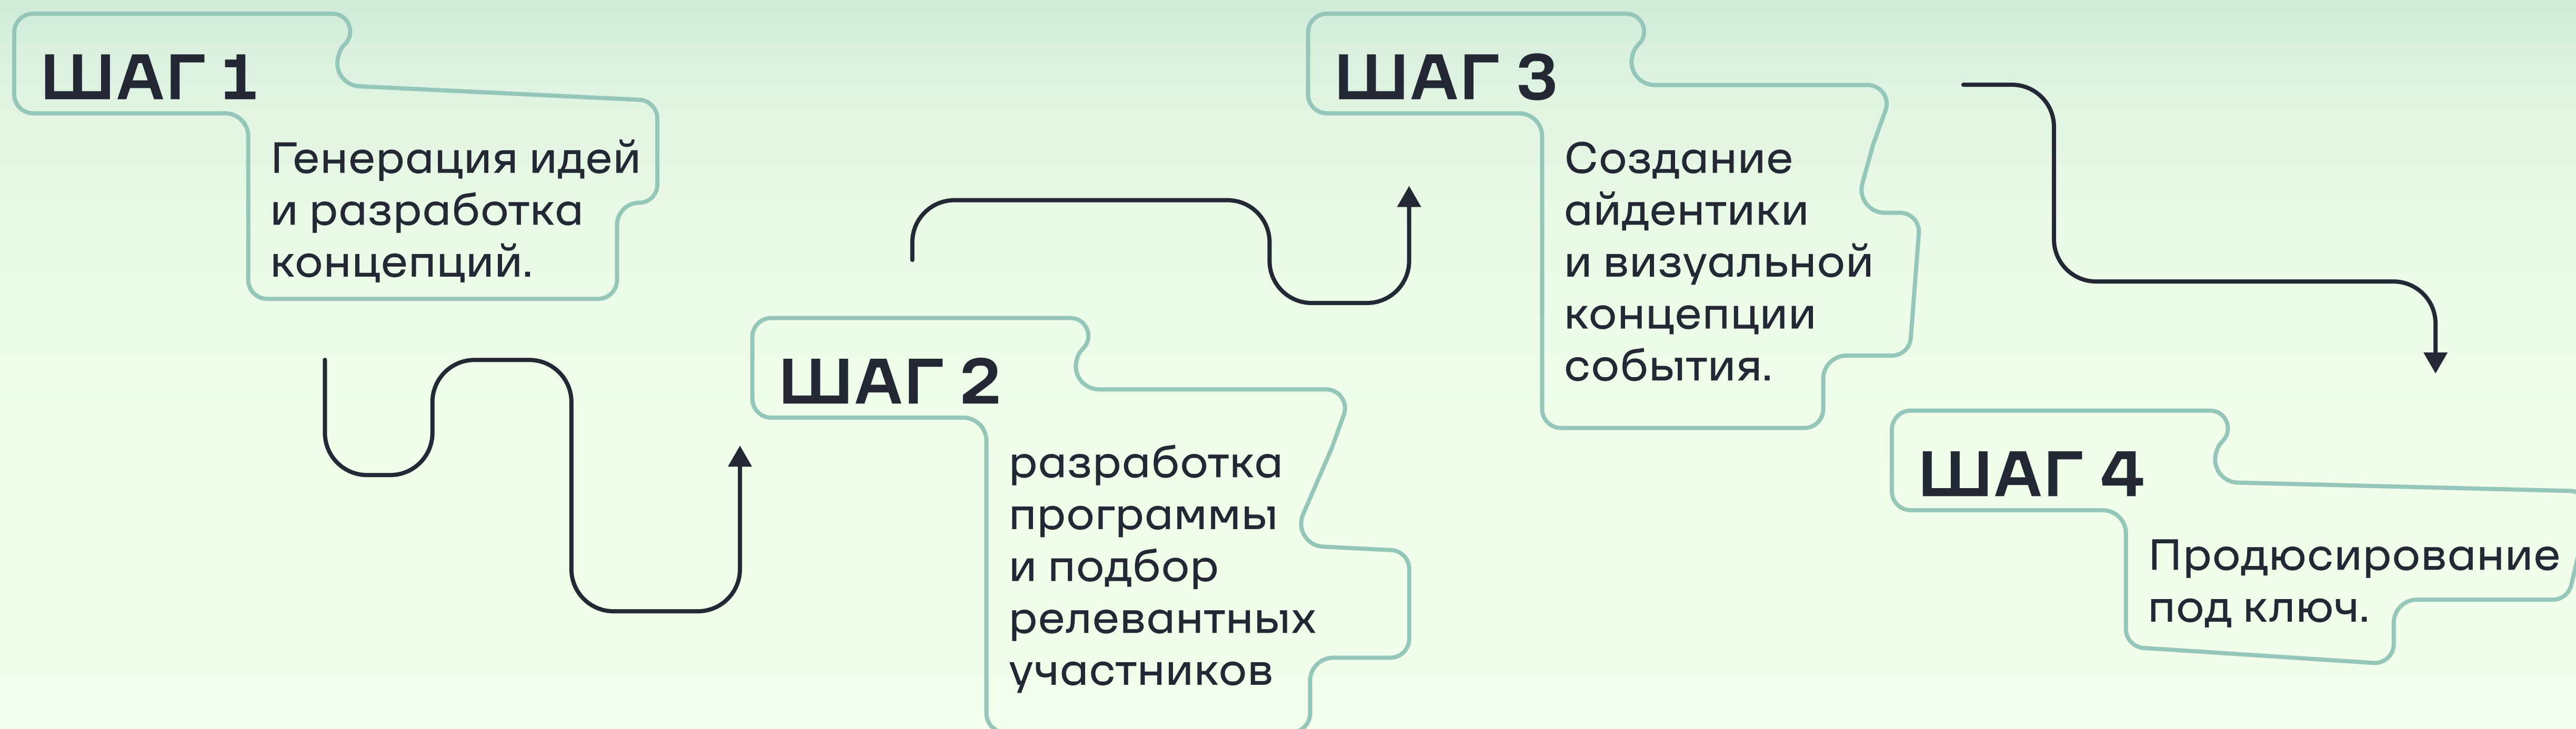 ШАГ 1
Генерация идей
и разработка
концепций.
ШАГ 2
разработка
программы
и подбор
релевантных
участников
ШАГ 3
Создание
айдентики
и визуальной
концепции
события.
ШАГ 4
Продюсирование
под ключ.